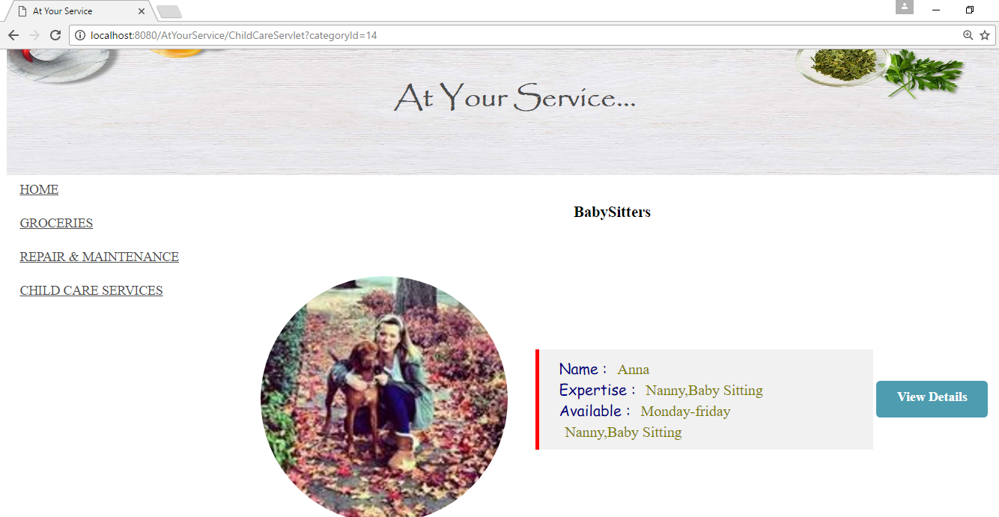 At Your Service
localhost:8080/AtYourService/ChildCareServlet?categoryId=14
At Your Service...
HOME
GROCERIES
REPAIR & MAINTENANCE
CHILD CARE SERVICES
BabySitters
Name : Anna
Expertise : Nanny,Baby Sitting
Available : Monday-friday
Nanny,Baby Sitting
View Details